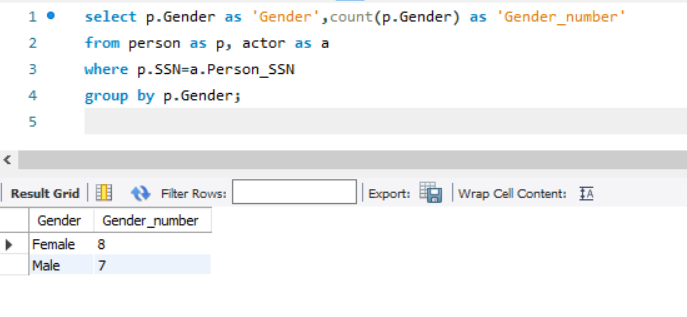 1 select p.Gender as 'Gender',count(p.Gender) as 'Gender_number'
2 from person as p, actor as a
3 where p.SSN=a.Person_SSN
4 group by p.Gender;
5
Result Grid Filter Rows: Export: Wrap Cell Content: IA
Gender Gender_number
Female 8
Male 7